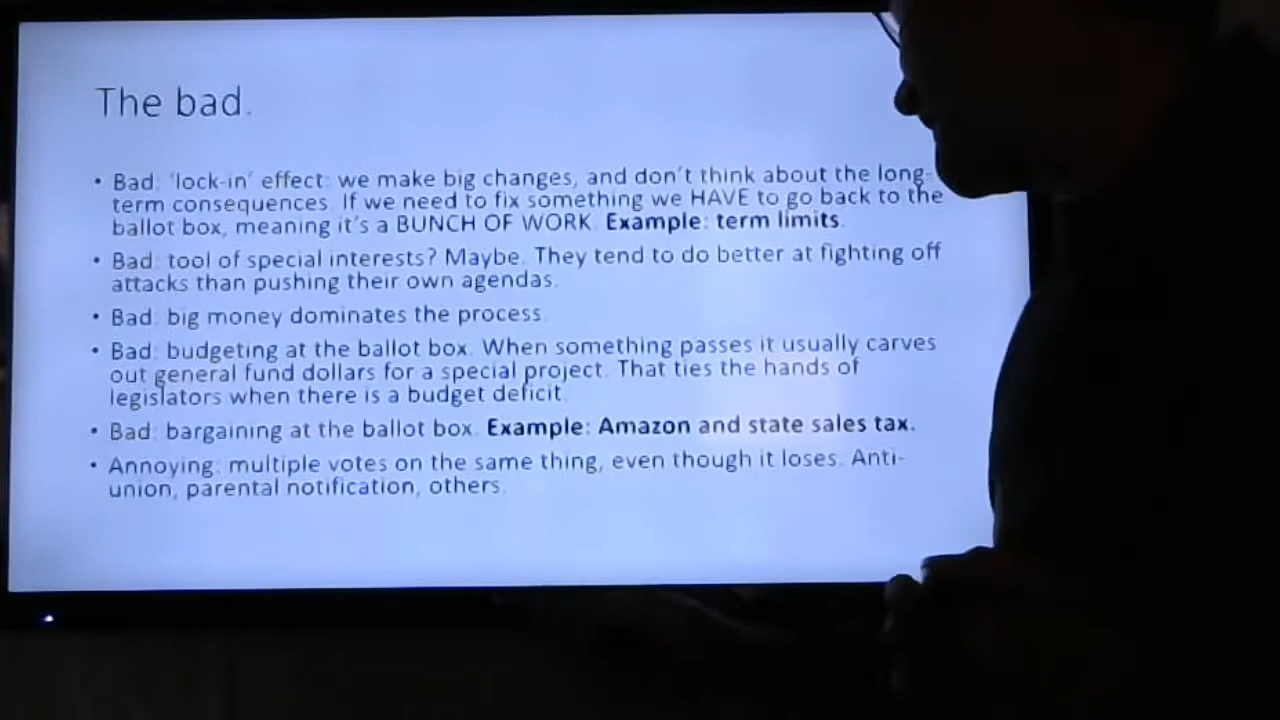 The bad.
• Bad: 'lock-in' effect: we make big changes, and don't think about the long-
term consequences. If we need to fix something we HAVE to go back to the
ballot box, meaning it's a BUNCH OF WORK. Example: term limits.
• Bad: tool of special interests? Maybe. They tend to do better at fighting off
attacks than pushing their own agendas.
• Bad: big money dominates the process.
• Bad: budgeting at the ballot box. When something passes it usually carves
out general fund dollars for a special project. That ties the hands of
legislators when there is a budget deficit.
• Bad: bargaining at the ballot box. Example: Amazon and state sales tax.
• Annoying: multiple votes on the same thing, even though it loses. Anti-
union, parental notification, others.